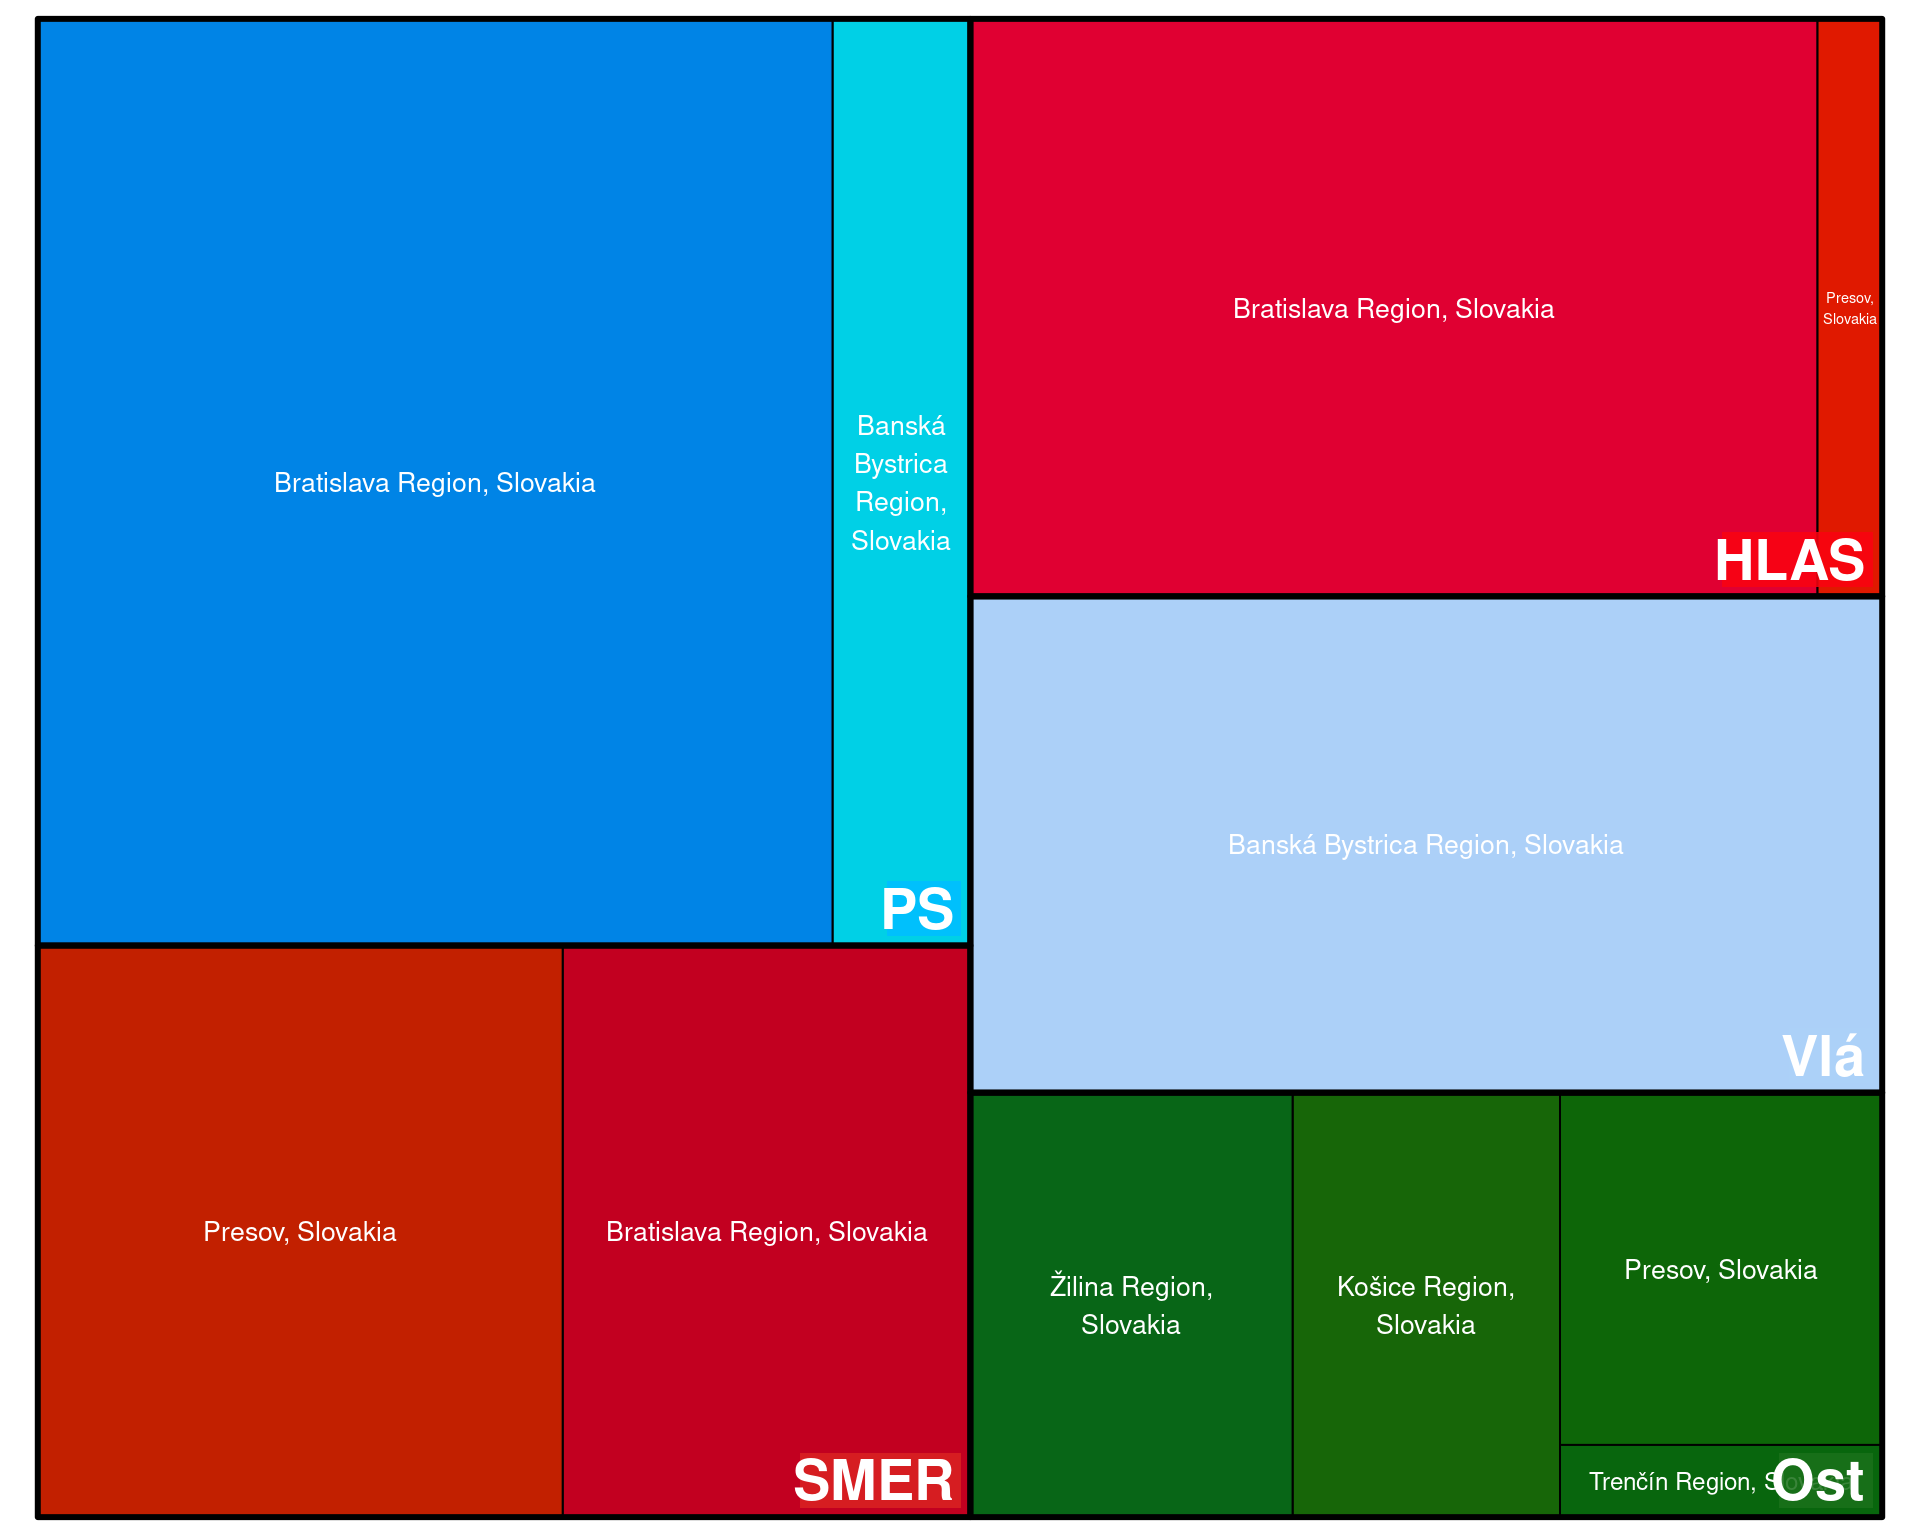 Bratislava Region, Slovakia
Banská
Bystrica
Region,
Slovakia
PS
Bratislava Region, Slovakia
Presov,
Slovakia
HLAS
Banská Bystrica Region, Slovakia
Vlá
Presov, Slovakia
Bratislava Region, Slovakia
SMER
Žilina Region,
Slovakia
Košice Region,
Slovakia
Presov, Slovakia
Trenčín Region,
Ost